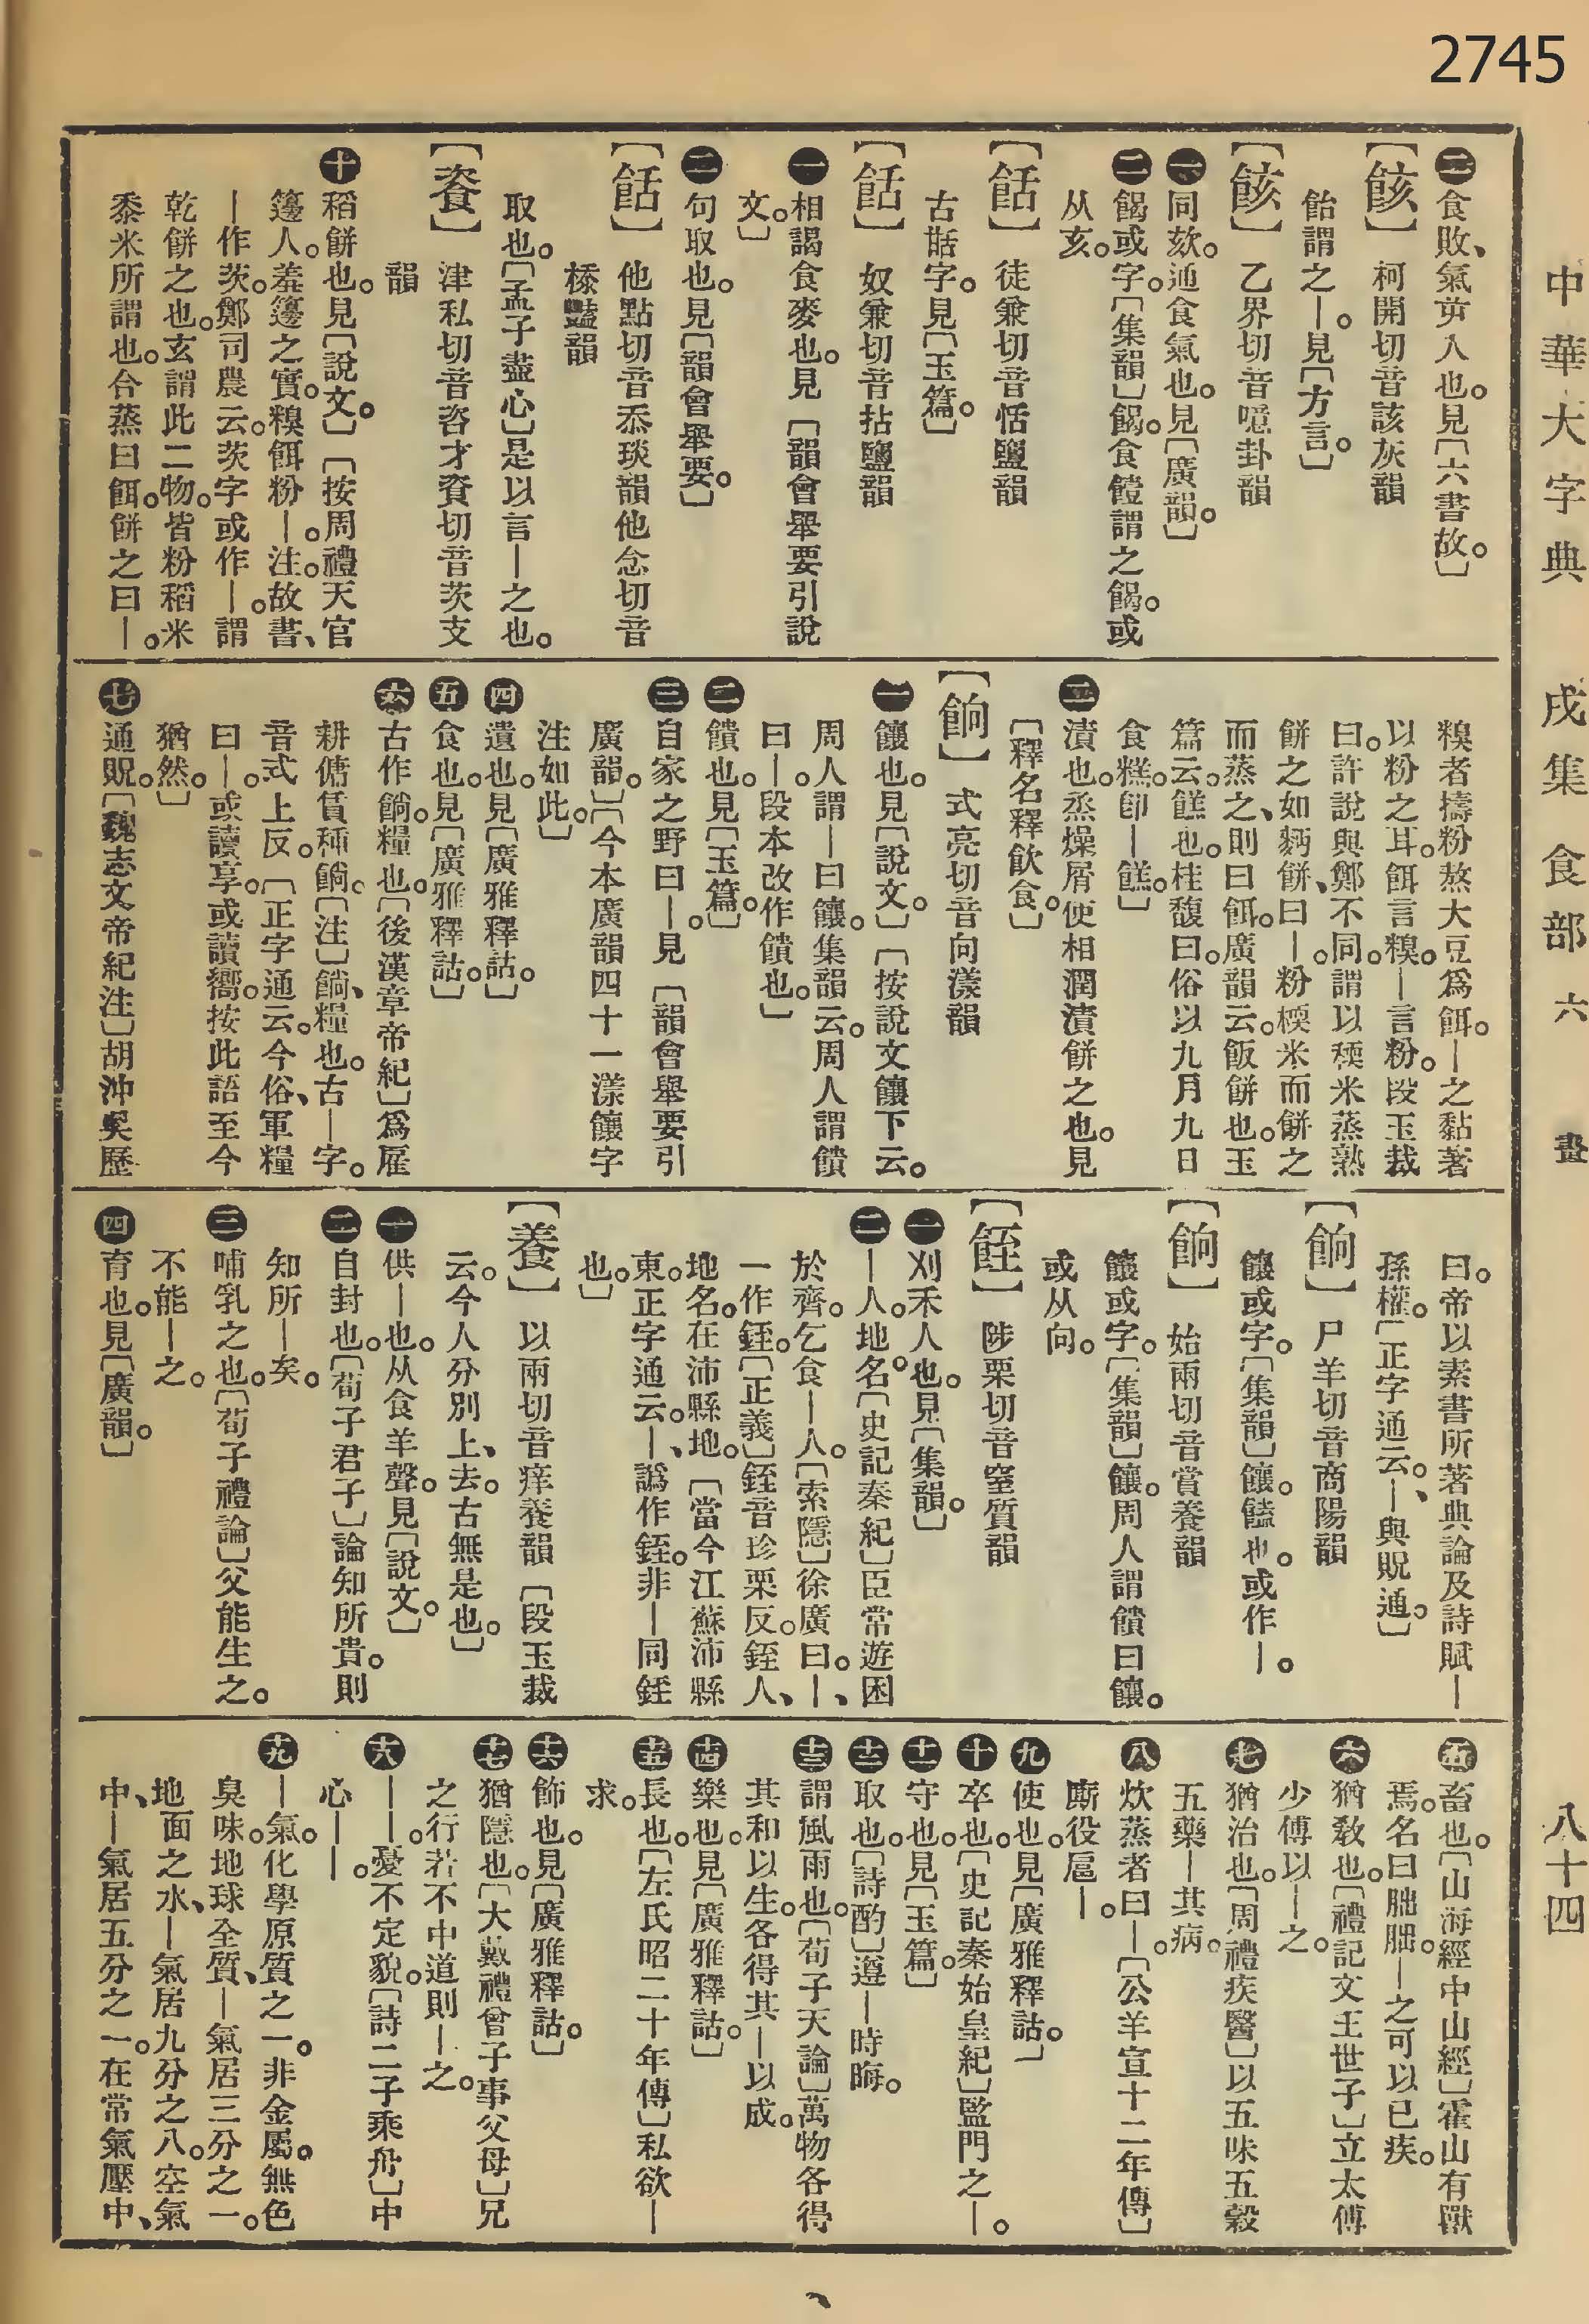 2745
中華大字典 戌集 食部 六畫 八十四
㊁食敗、氣䓑人也。見〔六書故。〕
【餩】柯開切音該灰韻
飴謂之｜。見〔方言。〕
【餩】乙界切音噫卦韻
㊀同欬。通食氣也。見〔廣韻。〕
㊁餲或字。〔集韻〕餲。食饐謂之餲。或
从亥。
【餂】徒兼切音恬鹽韻
古甛字。見〔玉篇。〕
【餂】奴兼切音拈鹽韻
㊀相謁食麥也。見〔韻會舉要引說
文。〕
㊁句取也。見〔韻會舉要。〕
【餂】他點切音忝琰韻他念切音
㮇豔韻
取也。〔孟子盡心〕是以言｜之也。
【餈】津私切音咨才資切音茨支
韻
㊉稻餅也。見〔說文。〕〔按周禮天官
籩人。羞籩之實。糗餌粉｜。注。故書、
｜作茨。鄭司農云。茨字或作｜。謂
乾餅之也。玄謂此二物。皆粉稻米
黍米所謂也。合蒸曰餌。餅之曰｜。
糗者擣粉熬大豆爲餌。｜之黏著
以粉之耳。餌言糗。｜言粉。段玉裁
曰。許說與鄭不同。謂以稬米蒸熟
餅之如麪餅、曰｜。粉稬米而餅之
而蒸之、則曰餌。廣韻云。飯餅也。玉
篇云。餻也。桂馥曰。俗以九月九日
食糕。卽｜餻。〕
㊁漬也。烝燥屑使相潤漬餅之也。見
〔釋名釋飲食。〕
【餉】式亮切音向漾韻
㊀饟也。見〔說文。〕〔按說文饟下云。
周人謂｜曰饟。集韻云。周人謂饋
曰｜。段本改作饋也。〕
㊁饋也。見〔玉篇。〕
㊂自家之野曰｜。見〔韻會舉要引
廣韻。〕〔今本廣韻四十一漾饟字
注如此。〕
㊃遺也。見〔廣雅釋詁。〕
㊄食也。見〔廣雅釋詁。〕
㊅古作餉。糧也。〔後漢章帝紀〕爲雇
耕傭賃種餉。〔注〕餉、糧也。古｜字。
音式上反。〔正字通云。今俗、軍糧
曰｜。或讀享。或讀嚮。按此語至今
猶然。〕
㊆通貺。〔魏志文帝紀注〕胡沖吳歷
曰。帝以素書所著典論及詩賦｜
孫權。〔正字通云。｜、與貺通。〕
【餉】尸羊切音商陽韻
饟或字。〔集韻〕饟。饁也。或作｜。
【餉】始兩切音賞養韻
饟或字。〔集韻〕饟。周人謂饋曰饟。
或从向。
【䬹】陟栗切音窒質韻
㊀刈禾人也。見〔集韻。〕
㊁｜人。地名。〔史記秦紀〕臣常遊困
於齊。乞食｜人。〔索隱〕徐廣曰。｜、
一作銍。〔正義〕銍音珍栗反。銍人、
地名。在沛縣地。〔當今江蘇沛縣
東。正字通云。｜、譌作銍。非｜同銍
也。〕
【養】以兩切音痒養韻〔段玉裁
云。今人分別上、去。古無是也。〕
㊀供｜也。从食羊聲。見〔說文。〕
㊁自封也。〔荀子君子〕論知所貴。則
知所｜矣。
㊂哺乳之也。〔荀子禮論〕父能生之。
不能｜之。
㊃育也。見〔廣韻。〕
㊄畜也。〔山海經中山經〕霍山有獸
焉。名曰朏朏。｜之可以已疾。
㊅猶敎也。〔禮記文王世子〕立太傅
少傅以｜之。
㊆猶治也。〔周禮疾醫〕以五味五穀
五藥｜其病。
㊇炊蒸者曰｜。〔公羊宣十二年傳〕
廝役扈｜。
㊈使也。見〔廣雅釋詁。〕
㊉卒也。〔史記秦始皇紀〕監門之｜。
十一守也。見〔玉篇。〕
十二取也。〔詩酌〕遵｜時晦。
十三謂風雨也。〔荀子天論〕萬物各得
其和以生。各得其｜以成。
十四樂也。見〔廣雅釋詁。〕
十五長也。〔左氏昭二十年傳〕私欲｜
求。
十六飾也。見〔廣雅釋詁。〕
十七猶隱也。〔大戴禮曾子事父母〕兄
之行若不中道則｜之。
十八｜｜。憂不定貌。〔詩二子乘舟〕中
心｜｜。
十九｜氣。化學原質之一。非金屬。無色
臭味。地球全質、｜氣居三分之一。
地面之水、｜氣居九分之八。空氣
中、｜氣居五分之一。在常氣壓中、